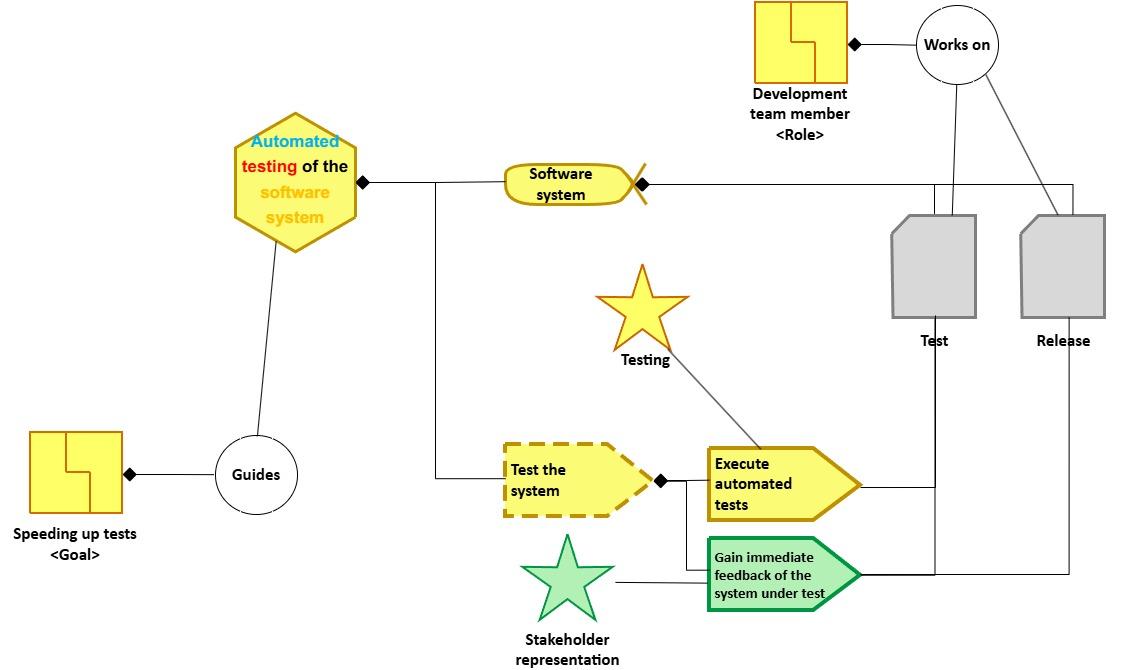 Works on
Development
team member
<Role>
Automated
testing of the
software
system
Software
system
Testing
Test
Release
Guides
Speeding up tests
<Goal>
Test the
system
Execute
automated
tests
Gain immediate
feedback of the
system under test
Stakeholder
representation